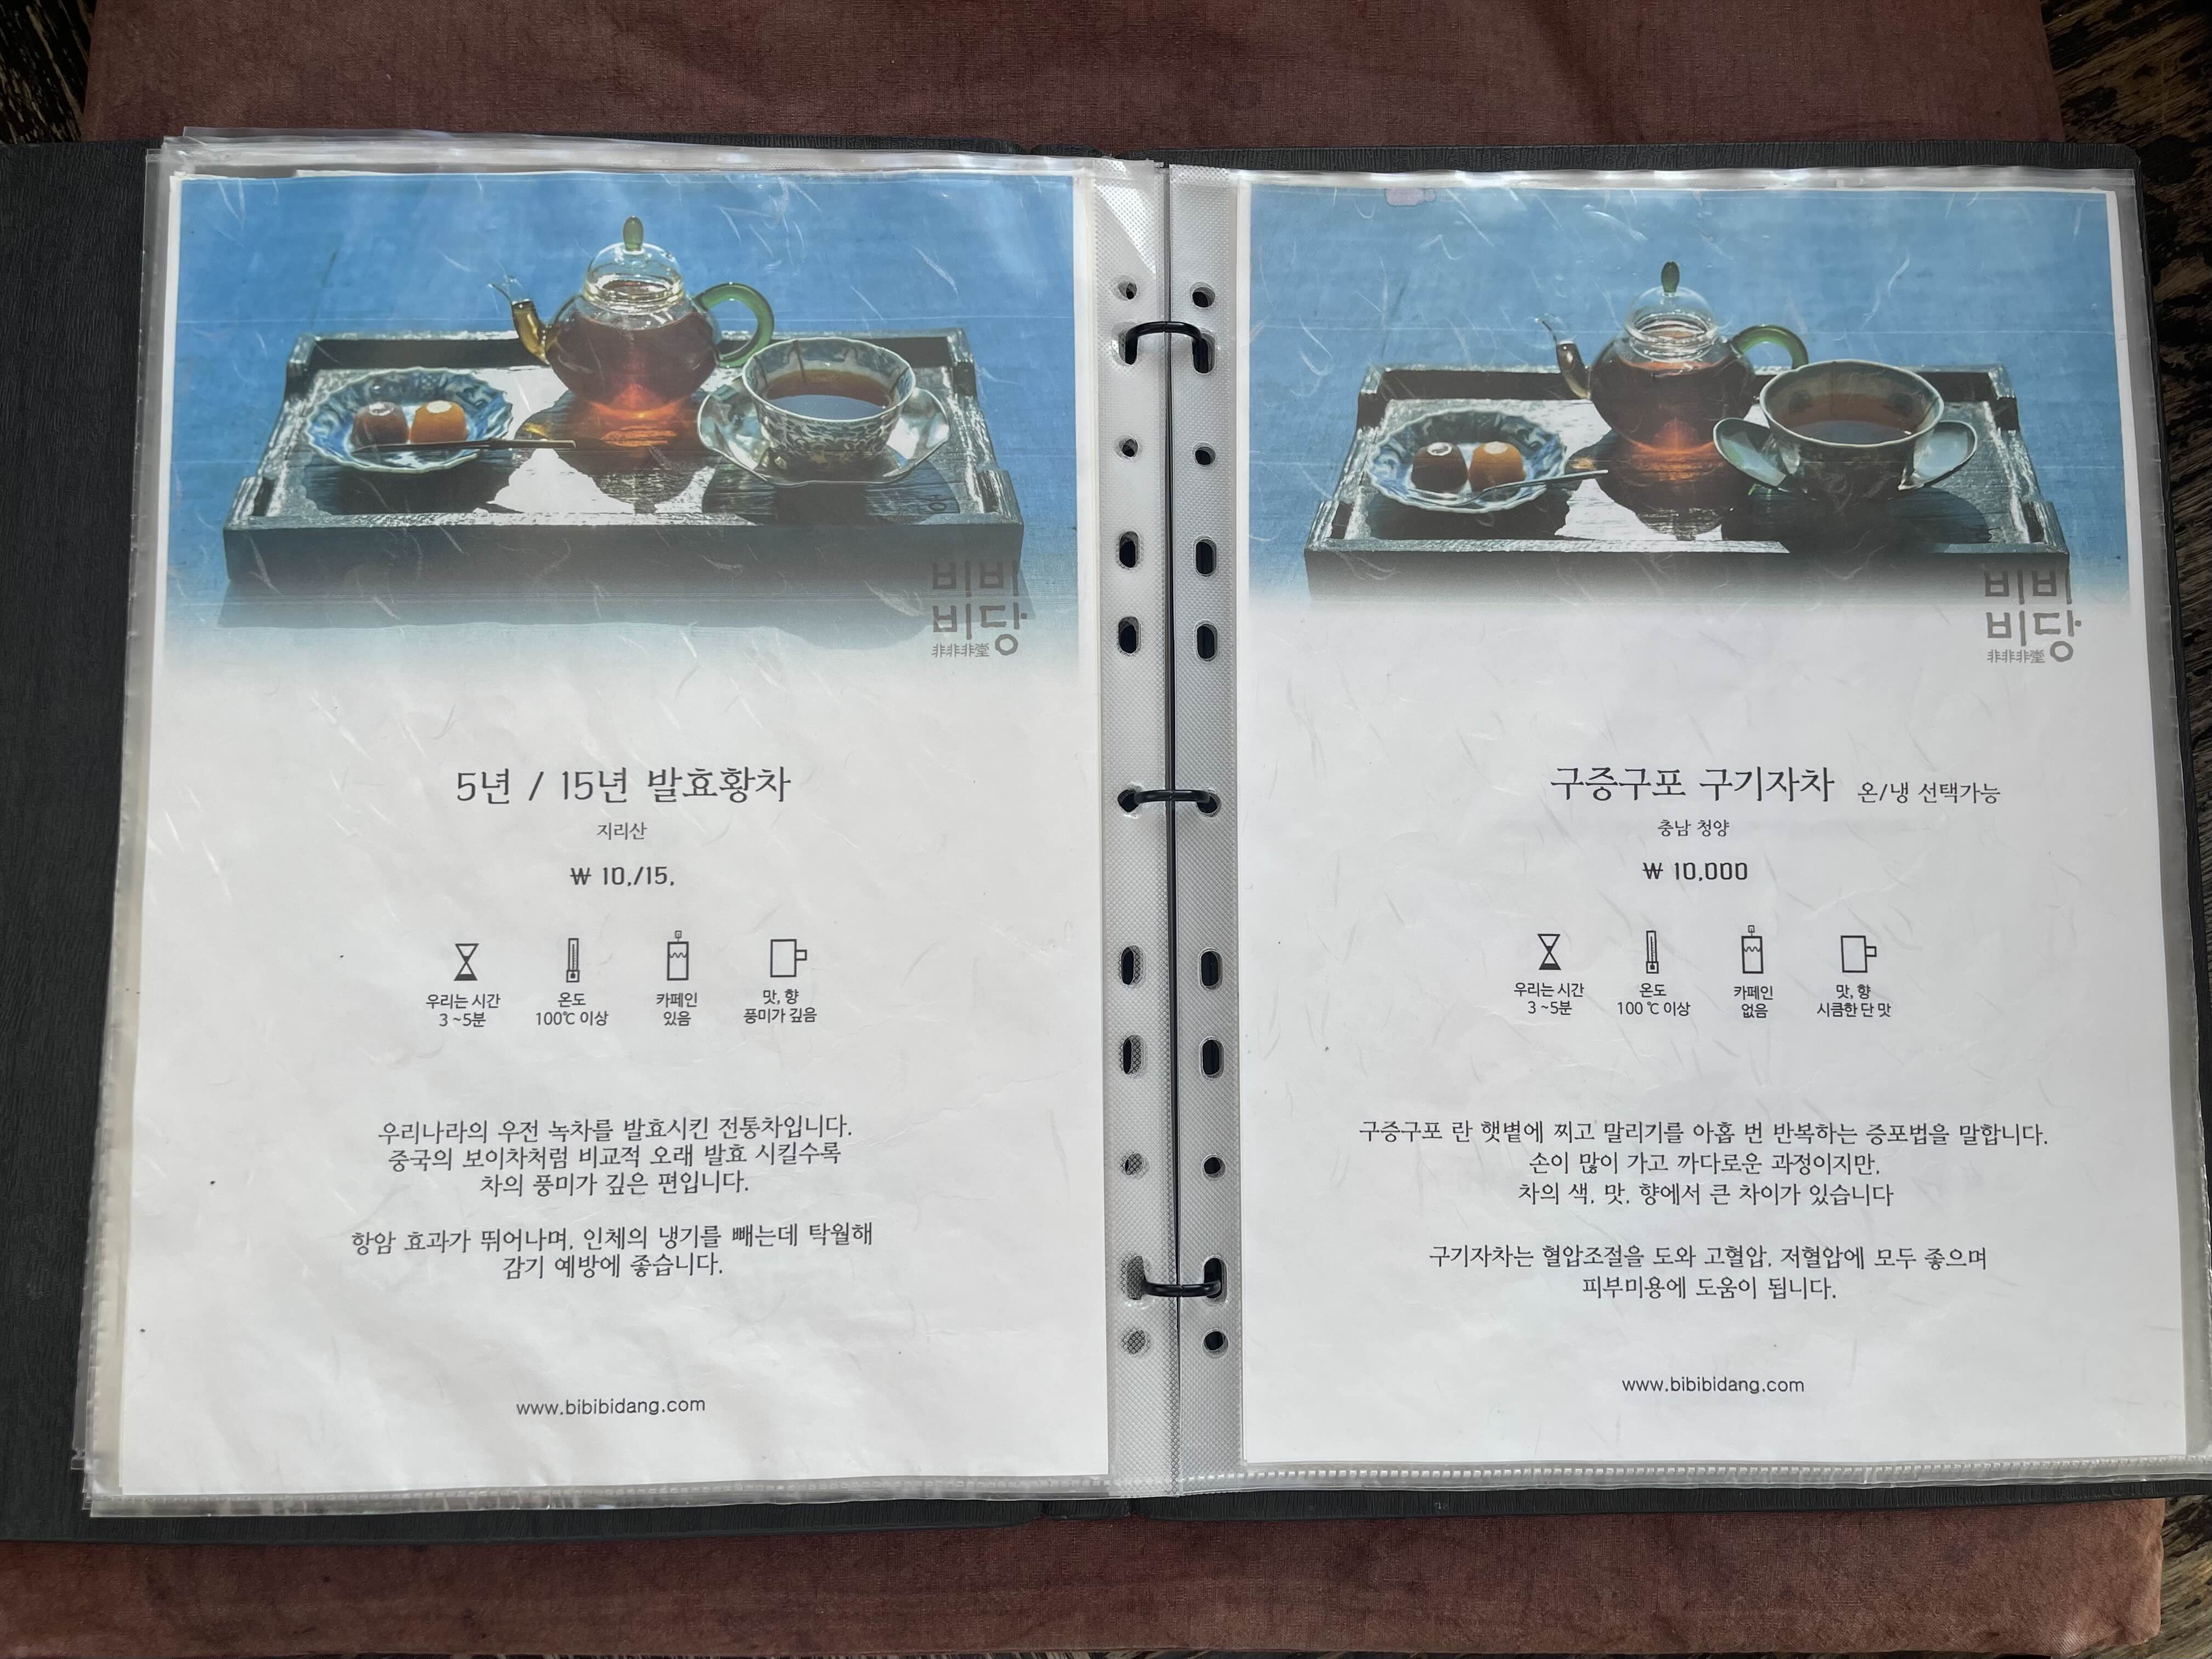 비비
비당
非非非堂
5년 / 15년 발효황차
지리산
₩ 10,/15,
우리는 시간
3 ~5분
온도
100℃ 이상
카페인
있음
맛, 향
풍미가 깊음
우리나라의 우전 녹차를 발효시킨 전통차입니다.
중국의 보이차처럼 비교적 오래 발효 시킬수록
차의 풍미가 깊은 편입니다.
항암 효과가 뛰어나며, 인체의 냉기를 빼는데 탁월해
감기 예방에 좋습니다.
www.bibibidang.com
비비
비당
非非非堂
구증구포 구기자차 온/냉 선택가능
충남 청양
₩ 10,000
우리는 시간
3 ~5분
온도
100 ℃ 이상
카페인
없음
맛, 향
시큼한 단 맛
구증구포 란 햇볕에 찌고 말리기를 아홉 번 반복하는 증포법을 말합니다.
손이 많이 가고 까다로운 과정이지만,
차의 색, 맛, 향에서 큰 차이가 있습니다
구기자차는 혈압조절을 도와 고혈압, 저혈압에 모두 좋으며
피부미용에 도움이 됩니다.
www.bibibidang.com